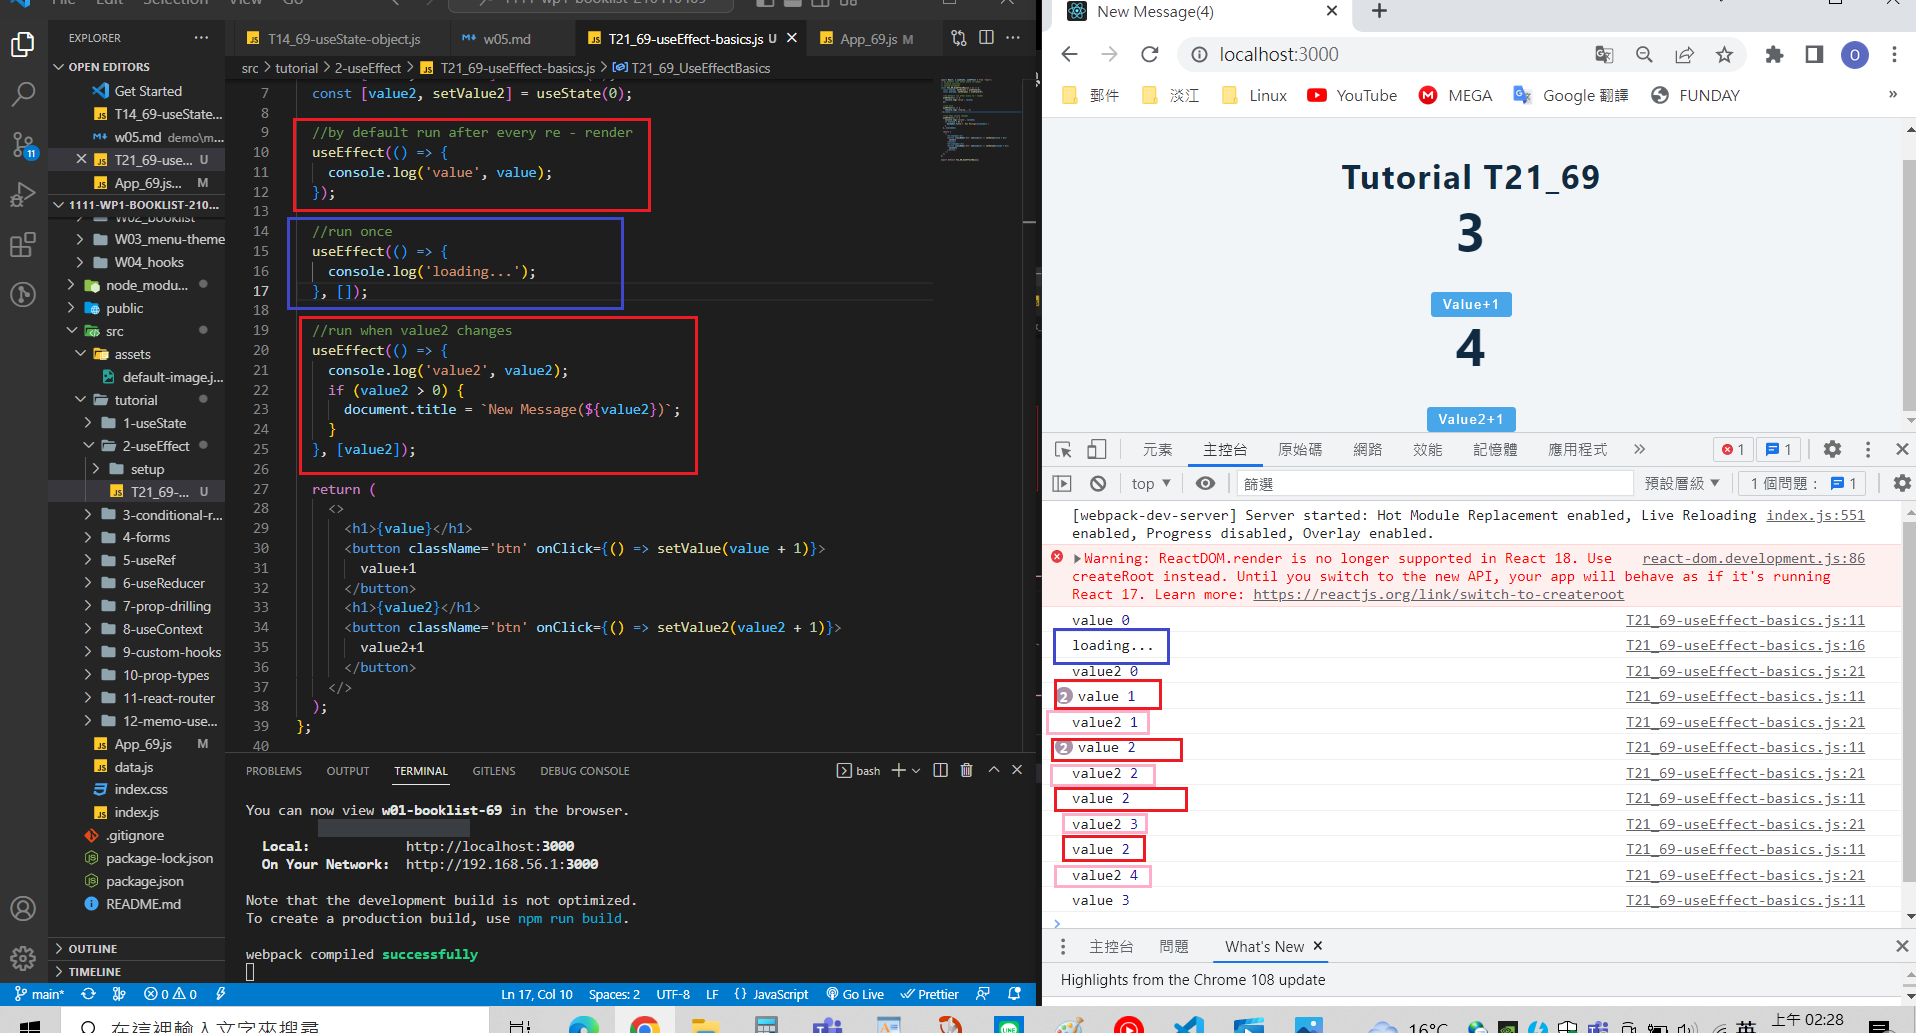 EXPLORER
OPEN EDITORS
Get Started
T14_69-useState...
w05.md demo\m...
T21_69-use... U
App_69.js... M
1111-WP1-BOOKLIST-210...
W03_menu-theme
W04_hooks
node_modu...
public
src
assets
default-image.j...
tutorial
1-useState
2-useEffect
setup
T21_69-... U
3-conditional-r...
4-forms
5-useRef
6-useReducer
7-prop-drilling
8-useContext
9-custom-hooks
10-prop-types
11-react-router
12-memo-use...
App_69.js M
data.js
index.css
index.js
.gitignore
package-lock.json
package.json
README.md
OUTLINE
TIMELINE
11
T14_69-useState-object.js
w05.md
T21_69-useEffect-basics.js U
App_69.js M
src > tutorial > 2-useEffect > T21_69-useEffect-basics.js > T21_69_UseEffectBasics
7 const [value2, setValue2] = useState(0);
8
9 //by default run after every re - render
10 useEffect(() => {
11 console.log('value', value);
12 });
13
14 //run once
15 useEffect(() => {
16 console.log('loading...');
17 }, []);
18
19 //run when value2 changes
20 useEffect(() => {
21 console.log('value2', value2);
22 if (value2 > 0) {
23 document.title = `New Message(${value2})`;
24 }
25 }, [value2]);
26
27 return (
28 <>
29 <h1>{value}</h1>
30 <button className='btn' onClick={() => setValue(value + 1)}>
31 value+1
32 </button>
33 <h1>{value2}</h1>
34 <button className='btn' onClick={() => setValue2(value2 + 1)}>
35 value2+1
36 </button>
37 </>
38 );
39 };
40
PROBLEMS OUTPUT TERMINAL GITLENS DEBUG CONSOLE
bash
You can now view w01-booklist-69 in the browser.
Local: http://localhost:3000
On Your Network: http://192.168.56.1:3000
Note that the development build is not optimized.
To create a production build, use npm run build.
webpack compiled successfully
main* 0 0 Ln 17, Col 10 Spaces: 2 UTF-8 LF {} JavaScript Go Live Prettier
New Message(4)
localhost:3000
O
郵件 淡江 Linux YouTube MEGA Google 翻譯 FUNDAY »
Tutorial T21_69
3
Value+1
4
Value2+1
元素 主控台 原始碼 網路 效能 記憶體 應用程式 » 1 1
top 篩選 預設層級 1 個問題： 1
[webpack-dev-server] Server started: Hot Module Replacement enabled, Live Reloading index.js:551
enabled, Progress disabled, Overlay enabled.
Warning: ReactDOM.render is no longer supported in React 18. Use react-dom.development.js:86
createRoot instead. Until you switch to the new API, your app will behave as if it's running
React 17. Learn more: https://reactjs.org/link/switch-to-createroot
value 0 T21_69-useEffect-basics.js:11
loading... T21_69-useEffect-basics.js:16
value2 0 T21_69-useEffect-basics.js:21
2 value 1 T21_69-useEffect-basics.js:11
value2 1 T21_69-useEffect-basics.js:21
2 value 2 T21_69-useEffect-basics.js:11
value2 2 T21_69-useEffect-basics.js:21
value 2 T21_69-useEffect-basics.js:11
value2 3 T21_69-useEffect-basics.js:21
value 2 T21_69-useEffect-basics.js:11
value2 4 T21_69-useEffect-basics.js:21
value 3 T21_69-useEffect-basics.js:11
主控台 問題 What's New
Highlights from the Chrome 108 update
在這裡輸入文字來搜尋
16°C 英 上午 02:28